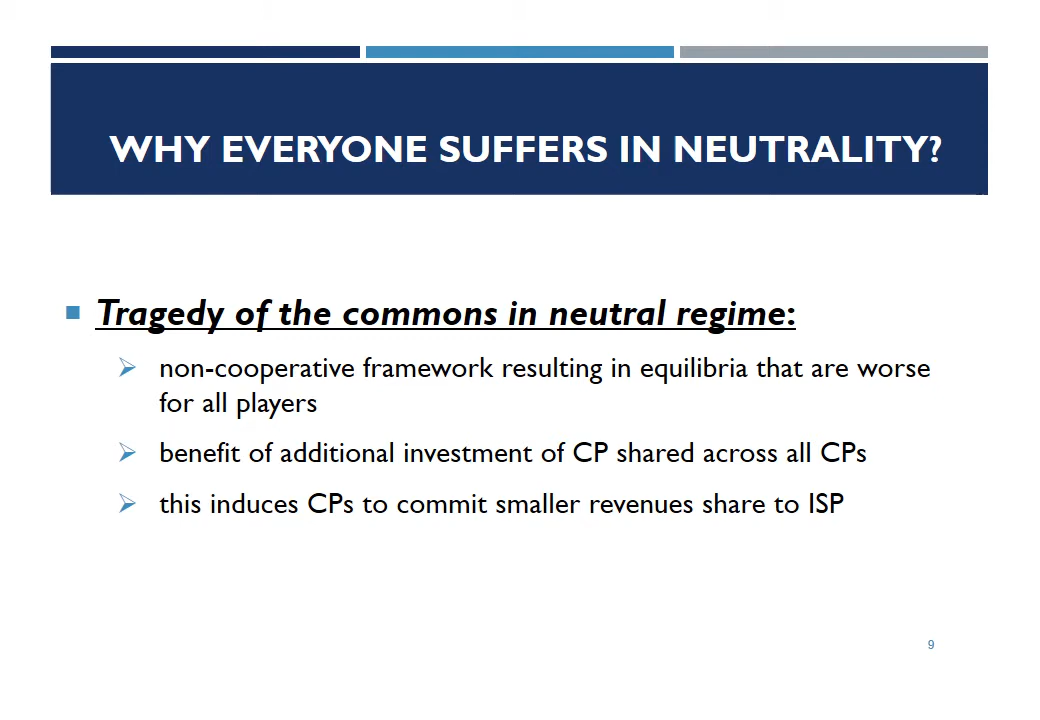 WHY EVERYONE SUFFERS IN NEUTRALITY?
Tragedy of the commons in neutral regime:
non-cooperative framework resulting in equilibria that are worse
for all players
benefit of additional investment of CP shared across all CPs
this induces CPs to commit smaller revenues share to ISP
9